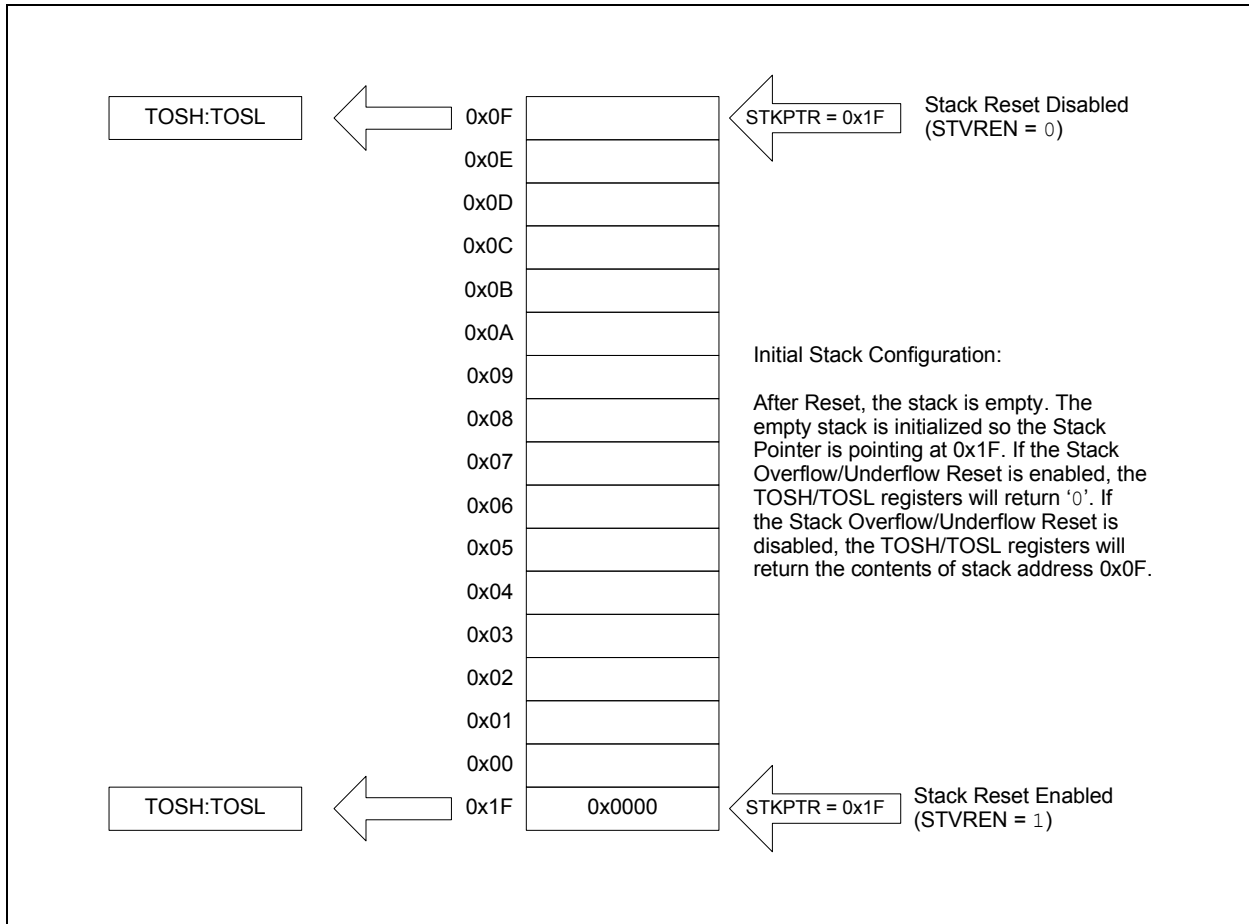 TOSH:TOSL
0x0F
STKPTR = 0x1F
Stack Reset Disabled
(STVREN = 0)
0x0E
0x0D
0x0C
0x0B
0x0A
0x09
0x08
0x07
0x06
0x05
0x04
0x03
0x02
0x01
0x00
Initial Stack Configuration:
After Reset, the stack is empty. The
empty stack is initialized so the Stack
Pointer is pointing at 0x1F. If the Stack
Overflow/Underflow Reset is enabled, the
TOSH/TOSL registers will return ‘0’. If
the Stack Overflow/Underflow Reset is
disabled, the TOSH/TOSL registers will
return the contents of stack address 0x0F.
TOSH:TOSL
0x1F
0x0000
STKPTR = 0x1F
Stack Reset Enabled
(STVREN = 1)